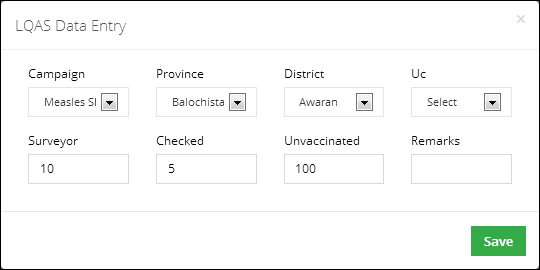 LQAS Data Entry ×
Campaign Province District Uc
Measles SI Balochista Awaran Select
Surveyor Checked Unvaccinated Remarks
10 5 100
Save